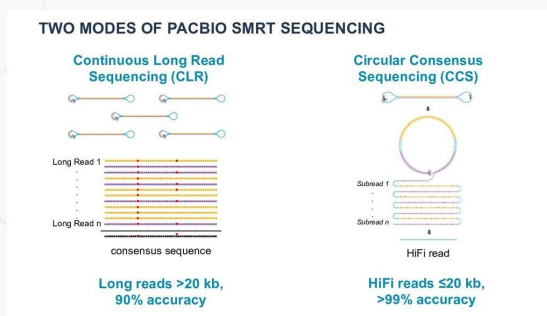 TWO MODES OF PACBIO SMRT SEQUENCING
Continuous Long Read
Sequencing (CLR)
Long Read 1
Long Read n
consensus sequence
Long reads >20 kb,
90% accuracy
Circular Consensus
Sequencing (CCS)
Subread 1
Subread n
HiFi read
HiFi reads ≤20 kb,
>99% accuracy